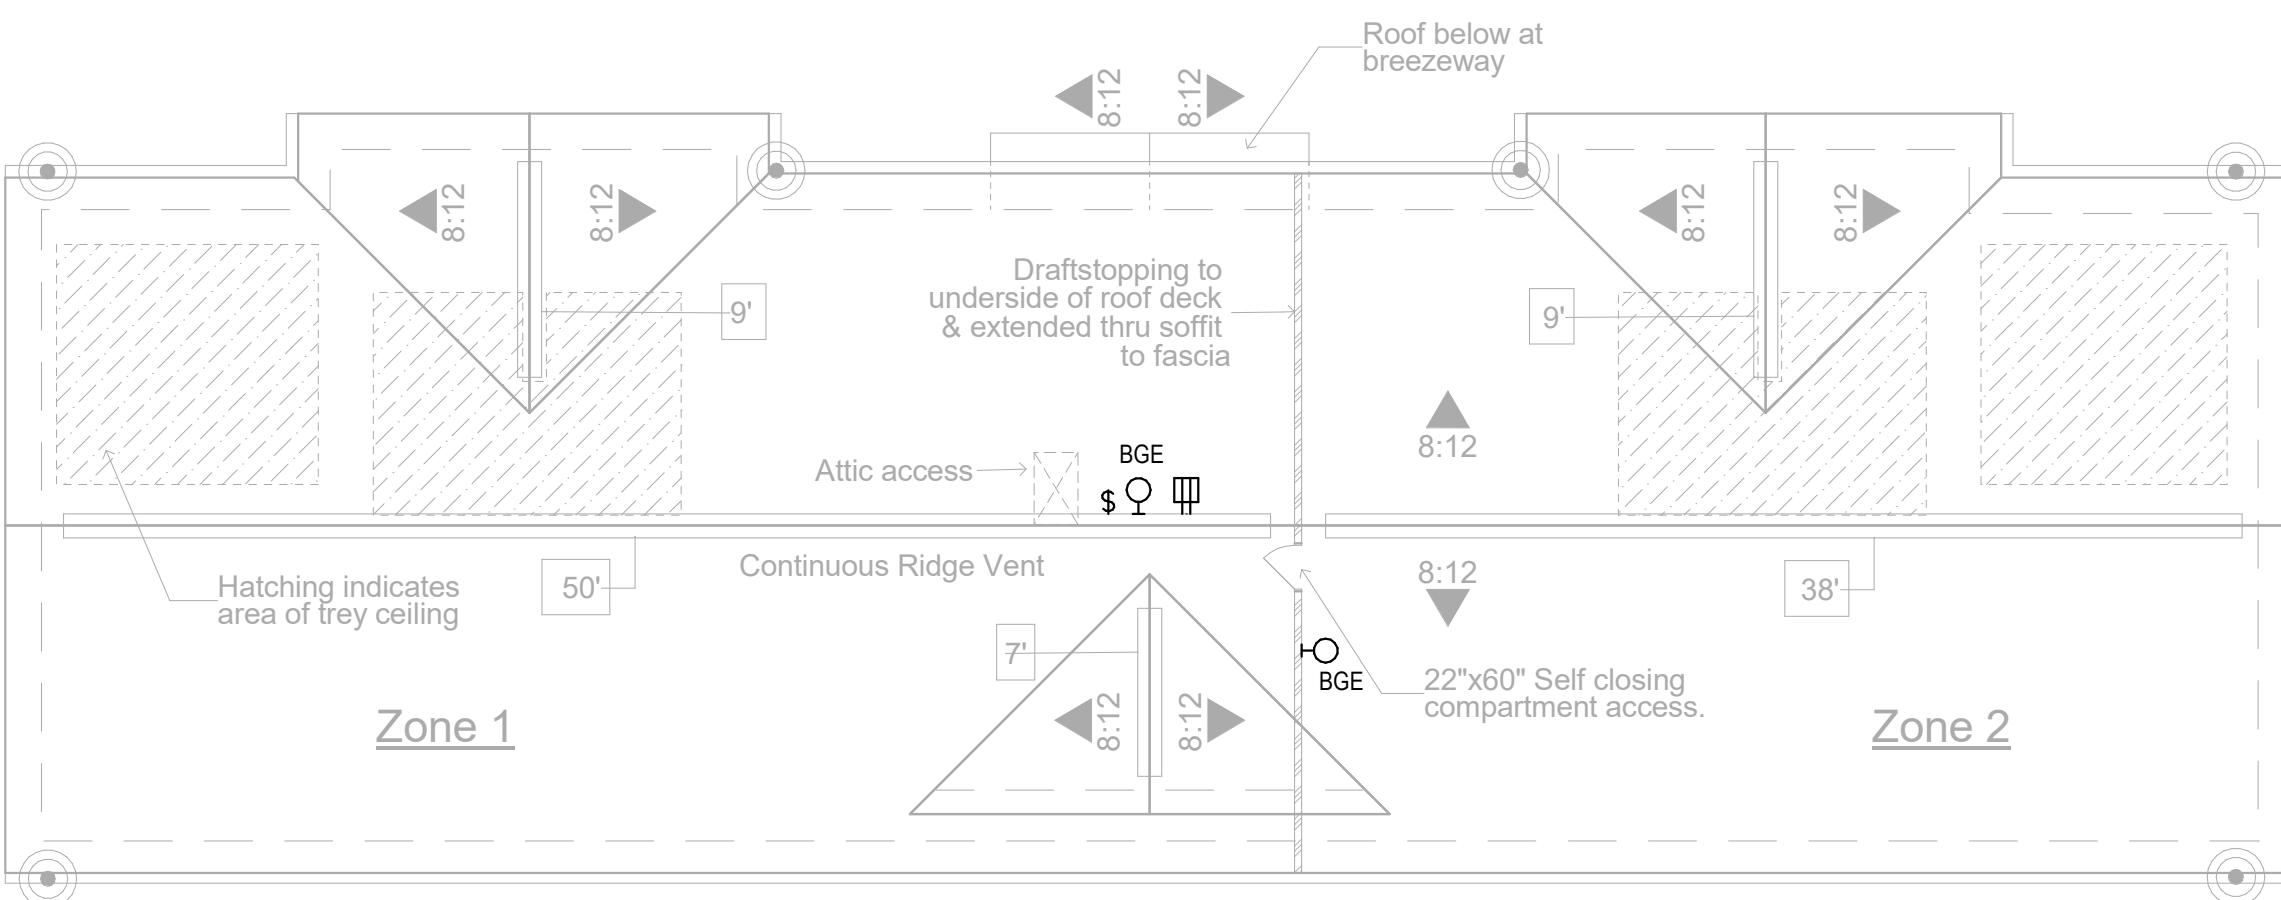 Roof below at
breezeway
8:12
8:12
8:12
8:12
8:12
8:12
9'
9'
Draftstopping to
underside of roof deck
& extended thru soffit
to fascia
8:12
BGE
Attic access
$
Continuous Ridge Vent
8:12
Hatching indicates
area of trey ceiling
50'
38'
7'
BGE
22"x60" Self closing
compartment access.
8:12
8:12
Zone 1
Zone 2